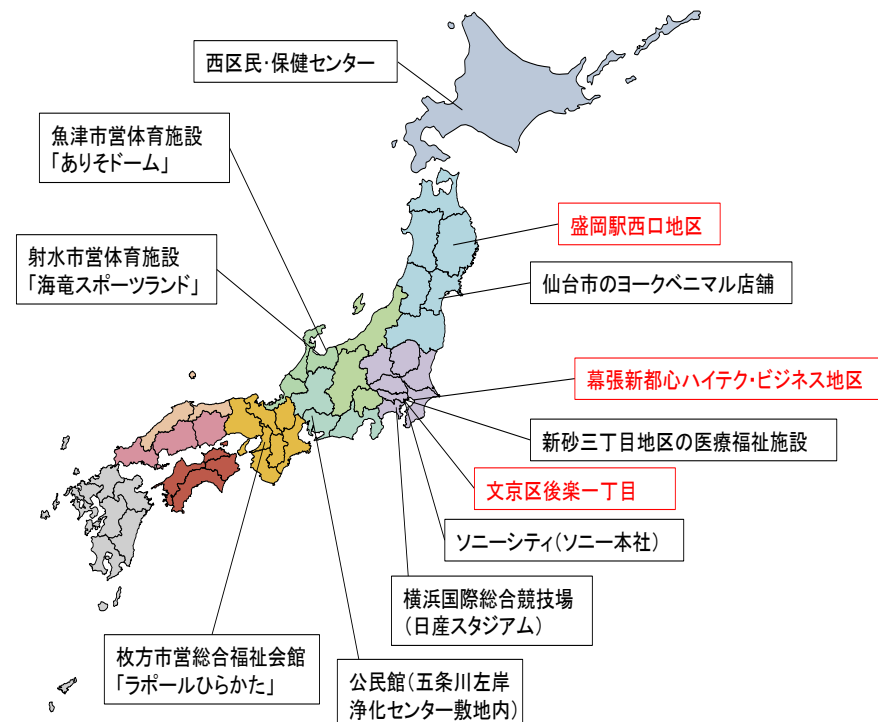 西区民・保健センター
魚津市営体育施設
「ありそドーム」
盛岡駅西口地区
射水市営体育施設
「海竜スポーツランド」
仙台市のヨークベニマル店舗
幕張新都心ハイテク・ビジネス地区
新砂三丁目地区の医療福祉施設
文京区後楽一丁目
ソニーシティ(ソニー本社)
横浜国際総合競技場
(日産スタジアム)
枚方市営総合福祉会館
「ラポールひらかた」
公民館(五条川左岸
浄化センター敷地内)